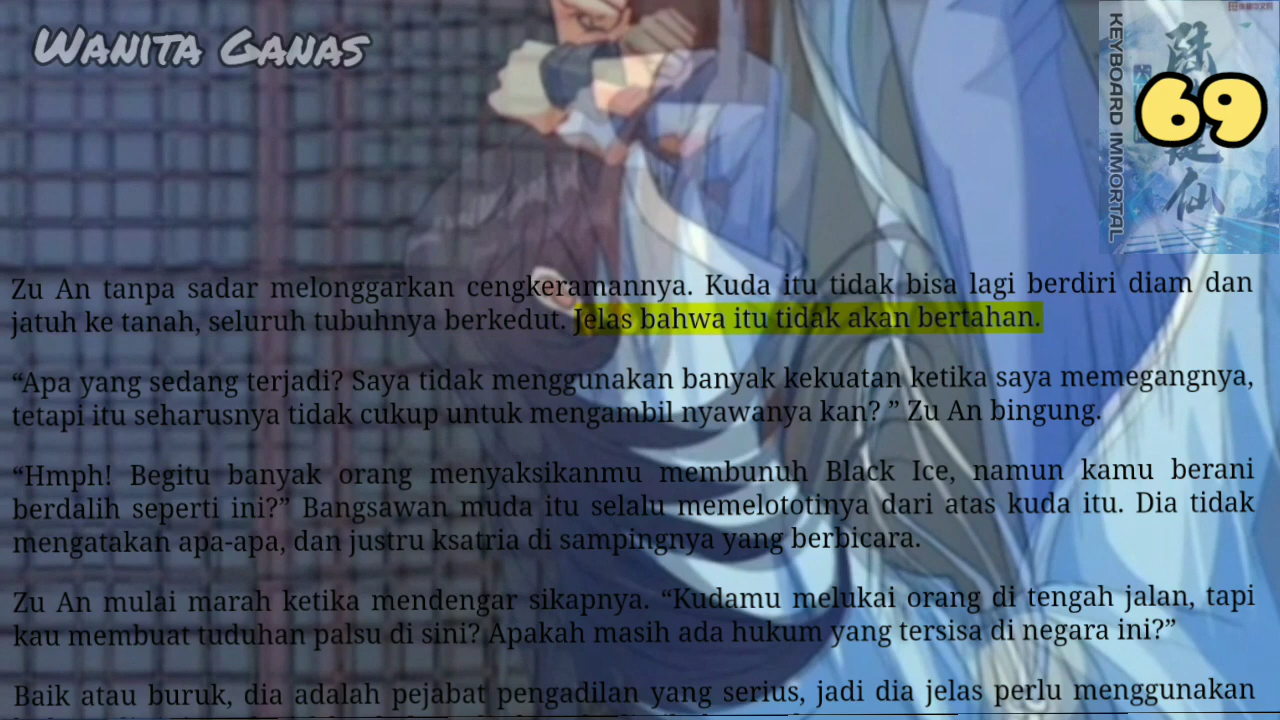 Wanita Ganas
KEYBOARD IMMORTAL
69
仙
Zu An tanpa sadar melonggarkan cengkeramannya. Kuda itu tidak bisa lagi berdiri diam dan
jatuh ke tanah, seluruh tubuhnya berkedut. Jelas bahwa itu tidak akan bertahan.
“Apa yang sedang terjadi? Saya tidak menggunakan banyak kekuatan ketika saya memegangnya,
tetapi itu seharusnya tidak cukup untuk mengambil nyawanya kan? ” Zu An bingung.
“Hmph! Begitu banyak orang menyaksikanmu membunuh Black Ice, namun kamu berani
berdalih seperti ini?” Bangsawan muda itu selalu memelototinya dari atas kuda itu. Dia tidak
mengatakan apa-apa, dan justru ksatria di sampingnya yang berbicara.
Zu An mulai marah ketika mendengar sikapnya. “Kudamu melukai orang di tengah jalan, tapi
kau membuat tuduhan palsu di sini? Apakah masih ada hukum yang tersisa di negara ini?”
Baik atau buruk, dia adalah pejabat pengadilan yang serius, jadi dia jelas perlu menggunakan